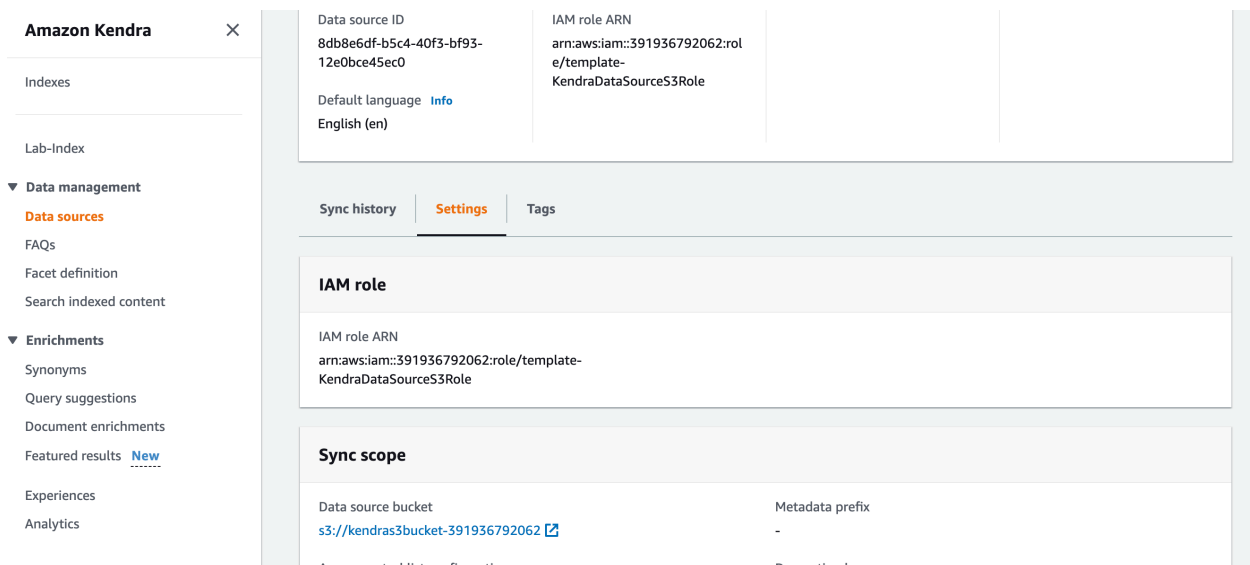 Amazon Kendra
Indexes
Lab-Index
Data management
Data sources
FAQs
Facet definition
Search indexed content
Enrichments
Synonyms
Query suggestions
Document enrichments
Featured results New
Experiences
Analytics
Data source ID
8db8e6df-b5c4-40f3-bf93-
12e0bce45ec0
Default language Info
English (en)
IAM role ARN
arn:aws:iam::391936792062:rol
e/template-
KendraDataSourceS3Role
Sync history
Settings
Tags
IAM role
IAM role ARN
arn:aws:iam::391936792062:role/template-
KendraDataSourceS3Role
Sync scope
Data source bucket
s3://kendras3bucket-391936792062
Metadata prefix
-